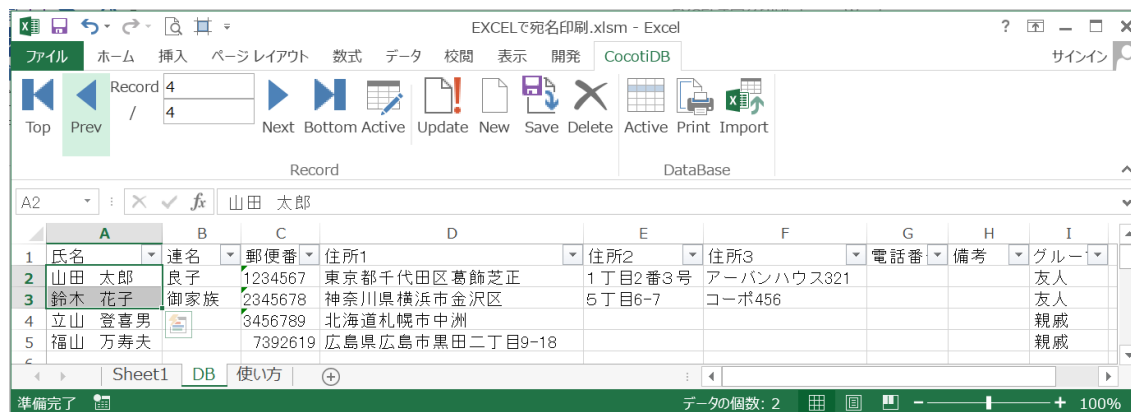 EXCELで宛名印刷.xlsm - Excel ?
ファイル ホーム 挿入 ページ レイアウト 数式 データ 校閲 表示 開発 CocotiDB サインイン
Record 4
/ 4
Top Prev Next Bottom Active Update New Save Delete Active Print Import
Record DataBase
A2 fx 山田 太郎
A B C D E F G H I
1 氏名 連名 郵便番 住所1 住所2 住所3 電話番 備考 グルー
2 山田 太郎 良子 1234567 東京都千代田区葛飾芝正 1丁目2番3号 アーバンハウス321 友人
3 鈴木 花子 御家族 2345678 神奈川県横浜市金沢区 5丁目6-7 コーポ456 友人
4 立山 登喜男 3456789 北海道札幌市中洲 親戚
5 福山 万寿夫 7392619 広島県広島市黒田二丁目9-18 親戚
Sheet1 DB 使い方
準備完了 データの個数: 2 100%